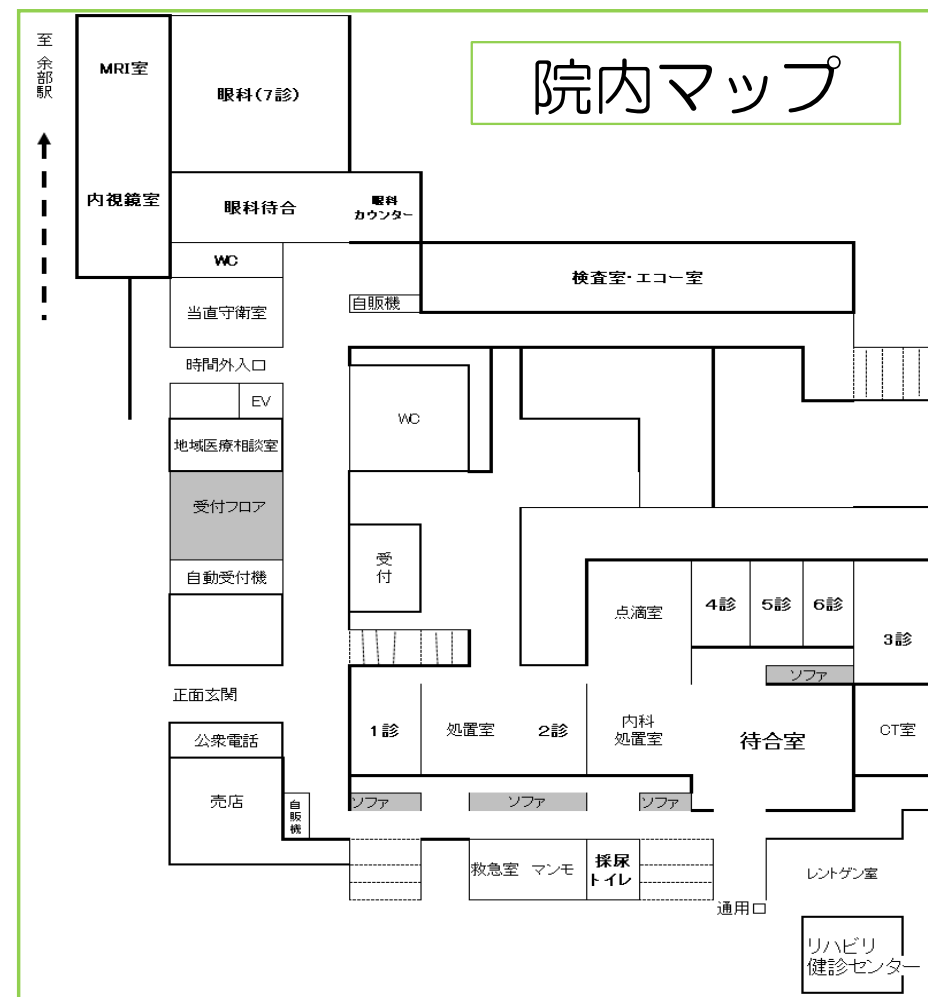 院内マップ
至 余部駅
MRI室
眼科(7診)
内視鏡室
眼科待合
眼科
カウンター
WC
検査室・エコー室
自販機
当直守衛室
時間外入口
EV
WC
地域医療相談室
受付フロア
受付
自動受付機
点滴室
4診
5診
6診
3診
ソファ
正面玄関
公衆電話
1診
処置室
2診
内科
処置室
待合室
CT室
売店
自販機
ソファ
ソファ
ソファ
救急室
マンモ
採尿
トイレ
レントゲン室
通用口
リハビリ
健診センター